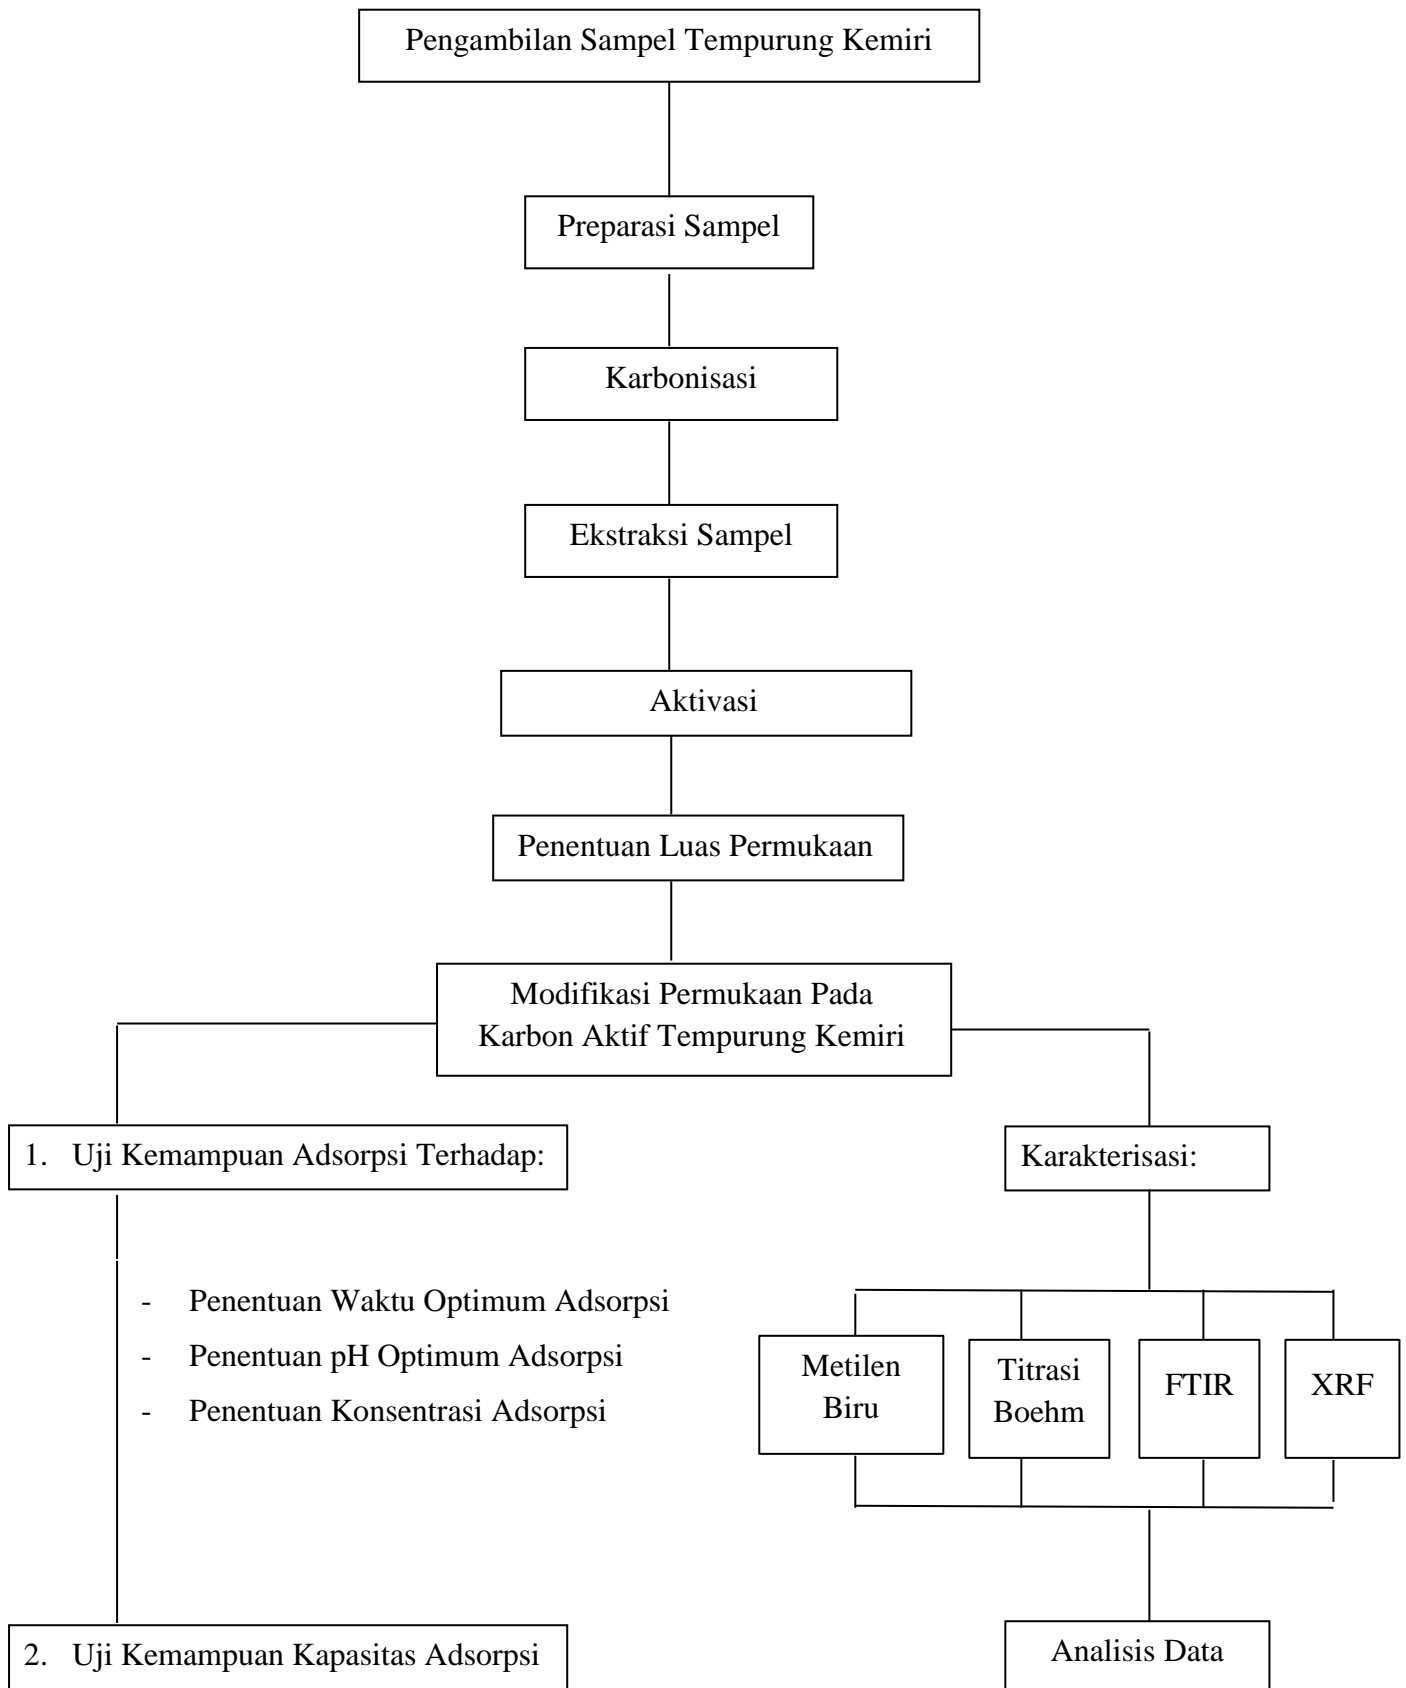 Pengambilan Sampel Tempurung Kemiri
Preparasi Sampel
Karbonisasi
Ekstraksi Sampel
Aktivasi
Penentuan Luas Permukaan
Modifikasi Permukaan Pada
Karbon Aktif Tempurung Kemiri
1. Uji Kemampuan Adsorpsi Terhadap:
- Penentuan Waktu Optimum Adsorpsi
- Penentuan pH Optimum Adsorpsi
- Penentuan Konsentrasi Adsorpsi
2. Uji Kemampuan Kapasitas Adsorpsi
Karakterisasi:
Metilen
Biru
Titrasi
Boehm
FTIR
XRF
Analisis Data